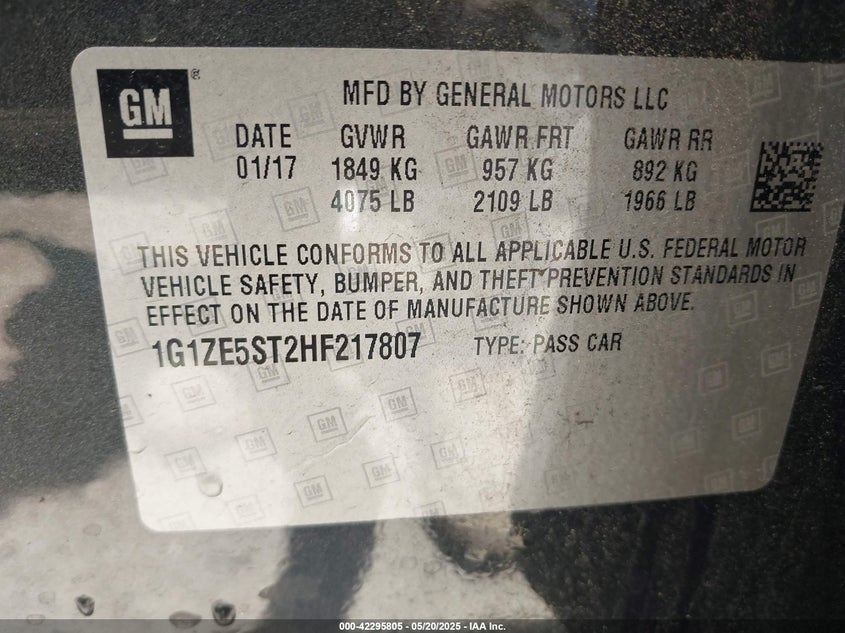 GM ®
MFD BY GENERAL MOTORS LLC
DATE GVWR GAWR FRT GAWR RR
01/17 1849 KG 957 KG 892 KG
4075 LB 2109 LB 1966 LB
THIS VEHICLE CONFORMS TO ALL APPLICABLE U.S. FEDERAL MOTOR
VEHICLE SAFETY, BUMPER, AND THEFT PREVENTION STANDARDS IN
EFFECT ON THE DATE OF MANUFACTURE SHOWN ABOVE.
1G1ZE5ST2HF217807 TYPE: PASS CAR
000-42295805 - 05/20/2025 - IAA Inc.